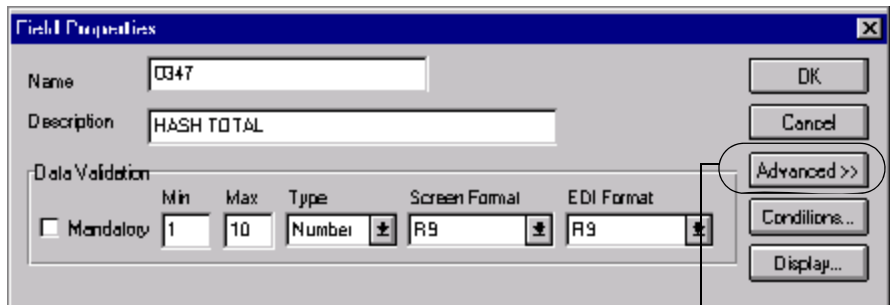 Field Properties
Name 0347 OK
Description HASH TOTAL Cancel
Data Validation Advanced >>
Min Max Type Screen Format EDI Format
Mandatory 1 10 Number R9 R9 Conditions...
Display...